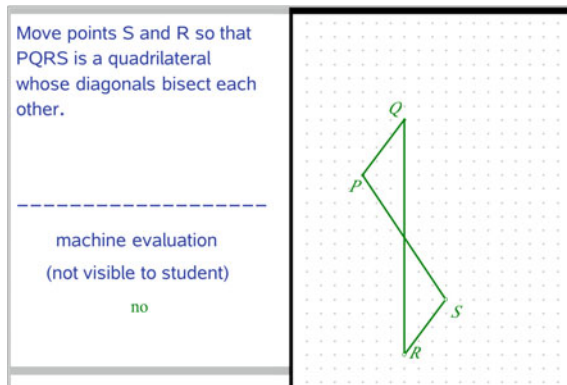 Move points S and R so that
PQRS is a quadrilateral
whose diagonals bisect each
other.
machine evaluation
(not visible to student)
no
Q
P
S
R